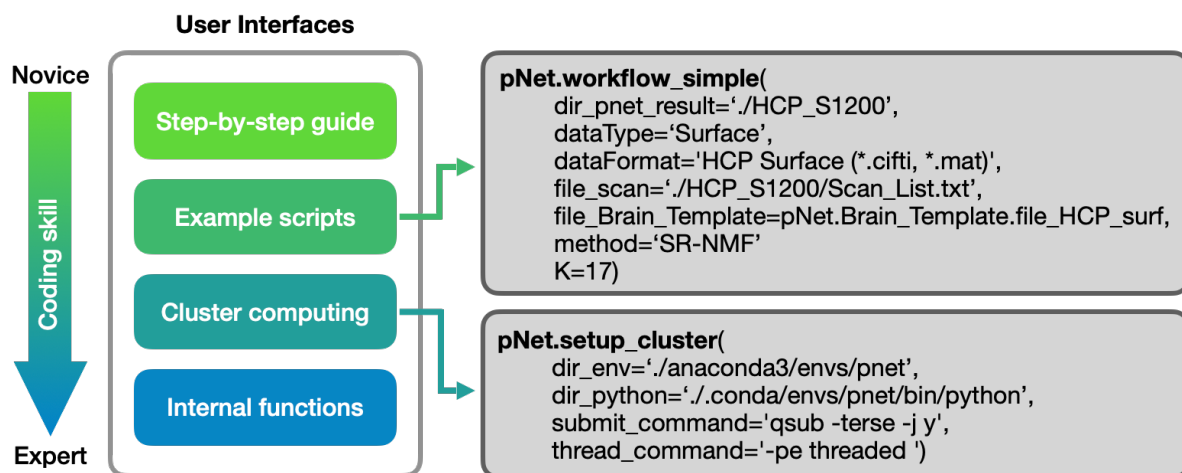 User Interfaces
Novice
Coding skill
Expert
Step-by-step guide
Example scripts
Cluster computing
Internal functions
pNet.workflow_simple(
dir_pnet_result=‘./HCP_S1200’,
dataType=‘Surface’,
dataFormat='HCP Surface (*.cifti, *.mat)',
file_scan=‘./HCP_S1200/Scan_List.txt’,
file_Brain_Template=pNet.Brain_Template.file_HCP_surf,
method=‘SR-NMF’
K=17)
pNet.setup_cluster(
dir_env=‘./anaconda3/envs/pnet’,
dir_python=‘./.conda/envs/pnet/bin/python’,
submit_command='qsub -terse -j y',
thread_command='-pe threaded ')